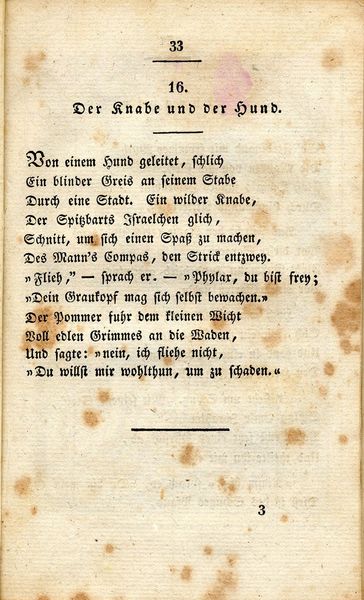 33
16.
Der Knabe und der Hund.
Von einem Hund geleitet, schlich
Ein blinder Greis an seinem Stabe
Durch eine Stadt. Ein wilder Knabe,
Der Spitzbarts Israelchen glich,
Schnitt, um sich einen Spaß zu machen,
Des Mann's Compas, den Strick entzwey.
„Flieh,“ — sprach er. — „Phylax, du bist frey;
„Dein Graukopf mag sich selbst bewachen.“
Der Pommer fuhr dem kleinen Wicht
Voll edlen Grimmes an die Waden,
Und sagte: „nein, ich fliehe nicht,
„Du willst mir wohlthun, um zu schaden.“
3